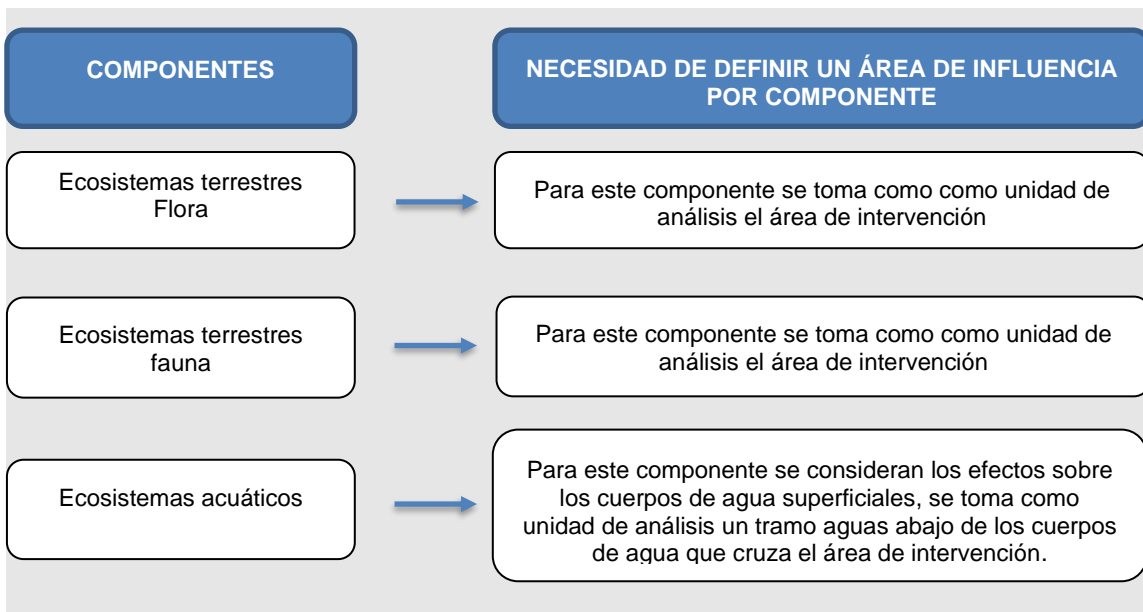 COMPONENTES
NECESIDAD DE DEFINIR UN ÁREA DE INFLUENCIA
POR COMPONENTE
Ecosistemas terrestres
Flora
Para este componente se toma como como unidad de
análisis el área de intervención
Ecosistemas terrestres
fauna
Para este componente se toma como como unidad de
análisis el área de intervención
Ecosistemas acuáticos
Para este componente se consideran los efectos sobre
los cuerpos de agua superficiales, se toma como
unidad de análisis un tramo aguas abajo de los cuerpos
de agua que cruza el área de intervención.